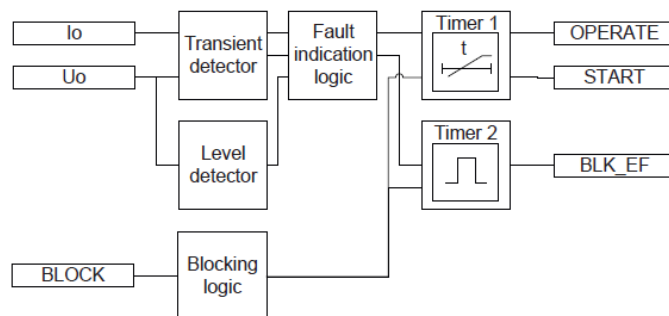 Io
Uo
Transient
detector
Fault
indication
logic
Timer 1
t
OPERATE
START
Level
detector
Timer 2
BLK_EF
BLOCK
Blocking
logic